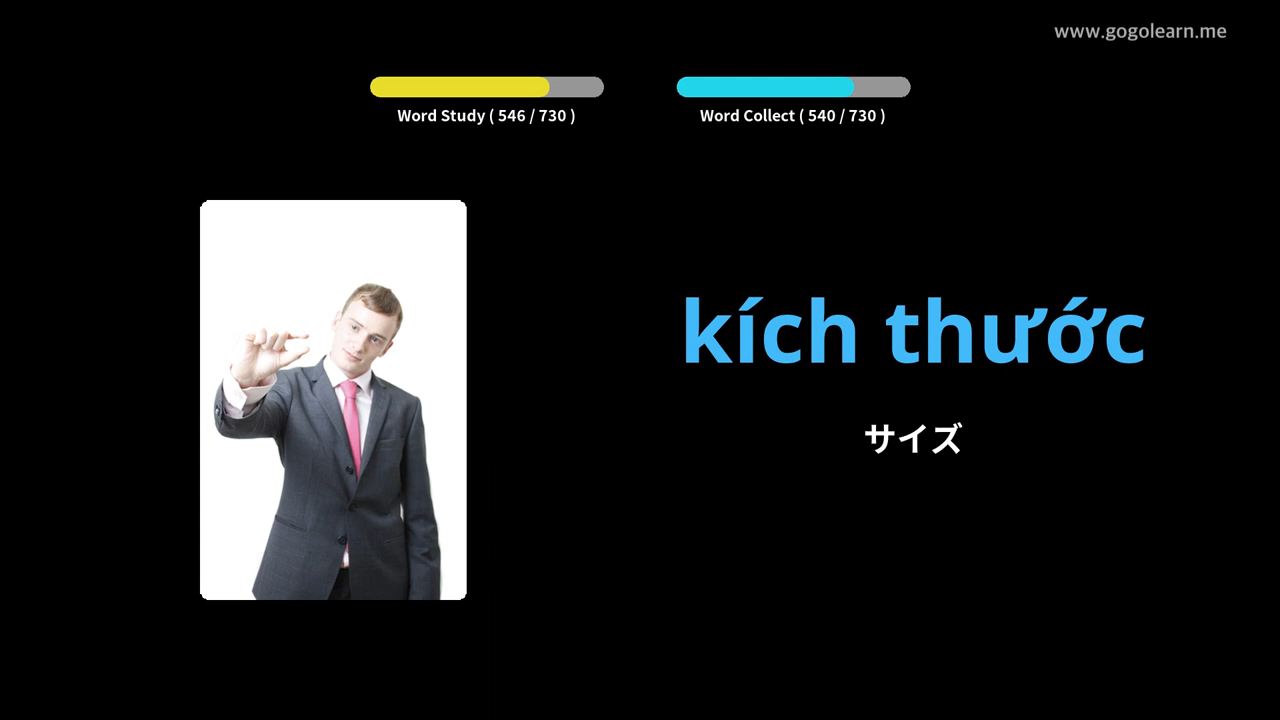 www.gogolearn.me
Word Study ( 546 / 730 )
Word Collect ( 540 / 730 )
kích thước
サイズ